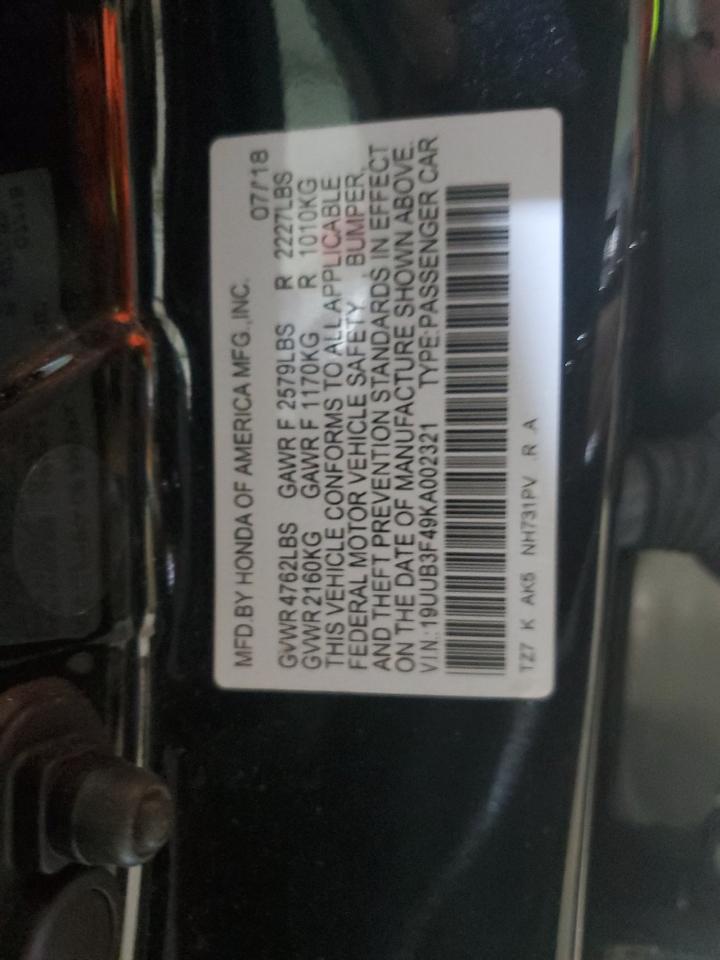 MFD.BY HONDA OF AMERICA MFG.,INC. 07/18
GVWR 4762LBS GAWR F 2579LBS R 2227LBS
GVWR 2160KG GAWR F 1170KG R 1010KG
THIS VEHICLE CONFORMS TO ALL APPLICABLE
FEDERAL MOTOR VEHICLE SAFETY, BUMPER,
AND THEFT PREVENTION STANDARDS IN EFFECT
ON THE DATE OF MANUFACTURE SHOWN ABOVE.
V.I.N.:19UUB3F49KA002321 TYPE:PASSENGER CAR
TZ7 K AK5 NH731PV R A